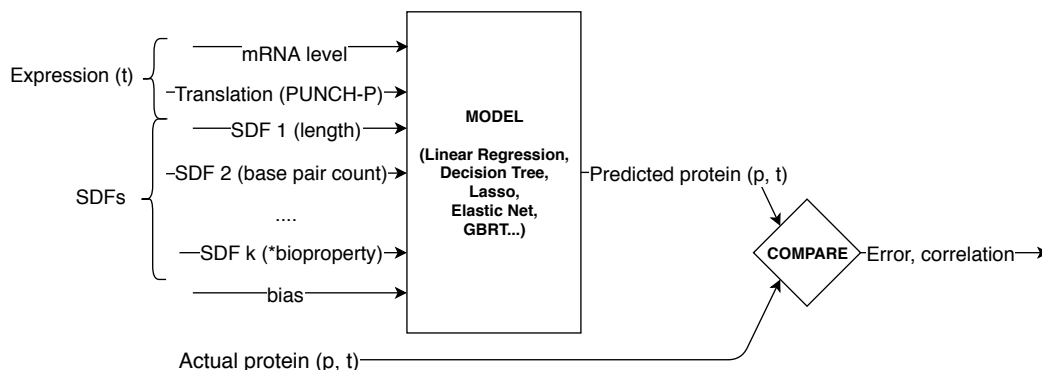 Expression (t)
mRNA level
Translation (PUNCH-P)
SDFs
SDF 1 (length)
SDF 2 (base pair count)
....
SDF k (*bioproperty)
bias
MODEL
(Linear Regression,
Decision Tree,
Lasso,
Elastic Net,
GBRT...)
Predicted protein (p, t)
COMPARE
Error, correlation
Actual protein (p, t)